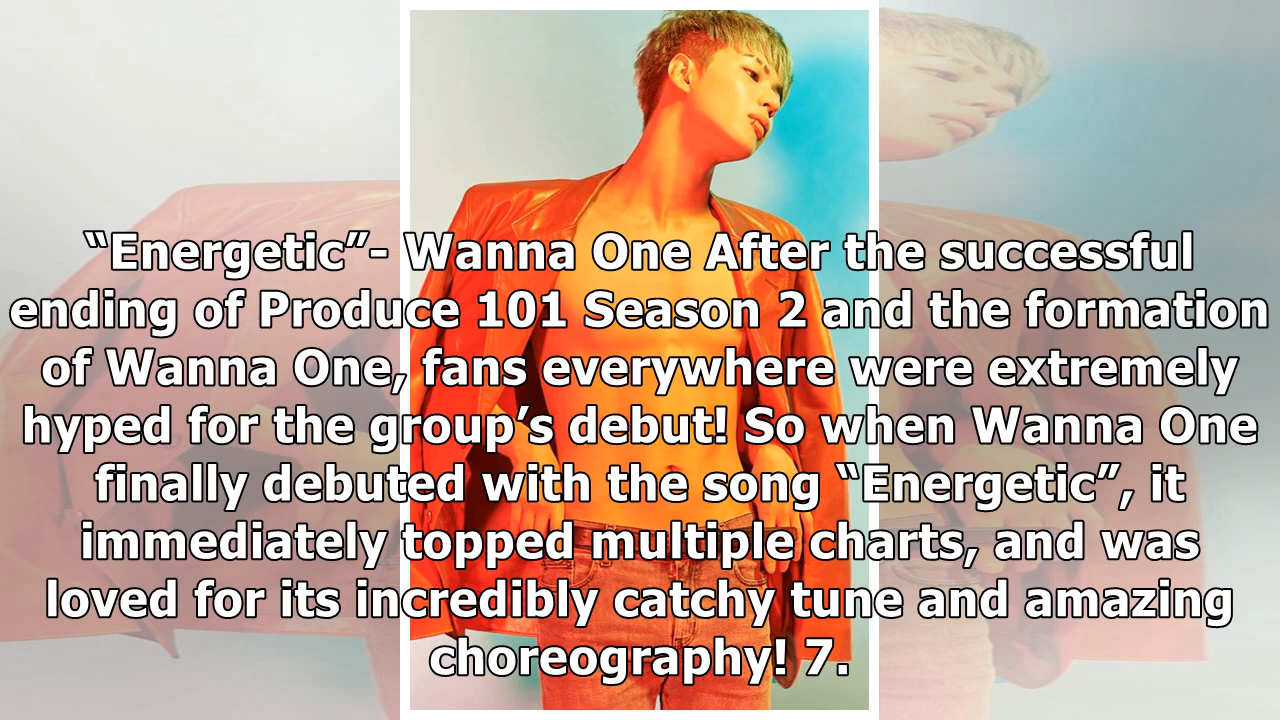 “Energetic”- Wanna One After the successful
ending of Produce 101 Season 2 and the formation
of Wanna One, fans everywhere were extremely
hyped for the group’s debut! So when Wanna One
finally debuted with the song “Energetic”, it
immediately topped multiple charts, and was
loved for its incredibly catchy tune and amazing
choreography! 7.